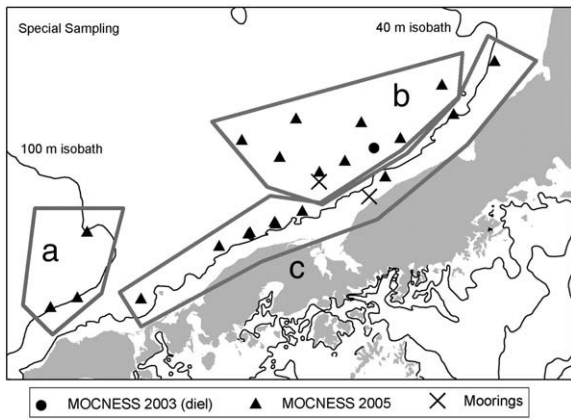 Special Sampling
40 m isobath
b
100 m isobath
a
c
MOCNESS 2003 (diel)
MOCNESS 2005
Moorings